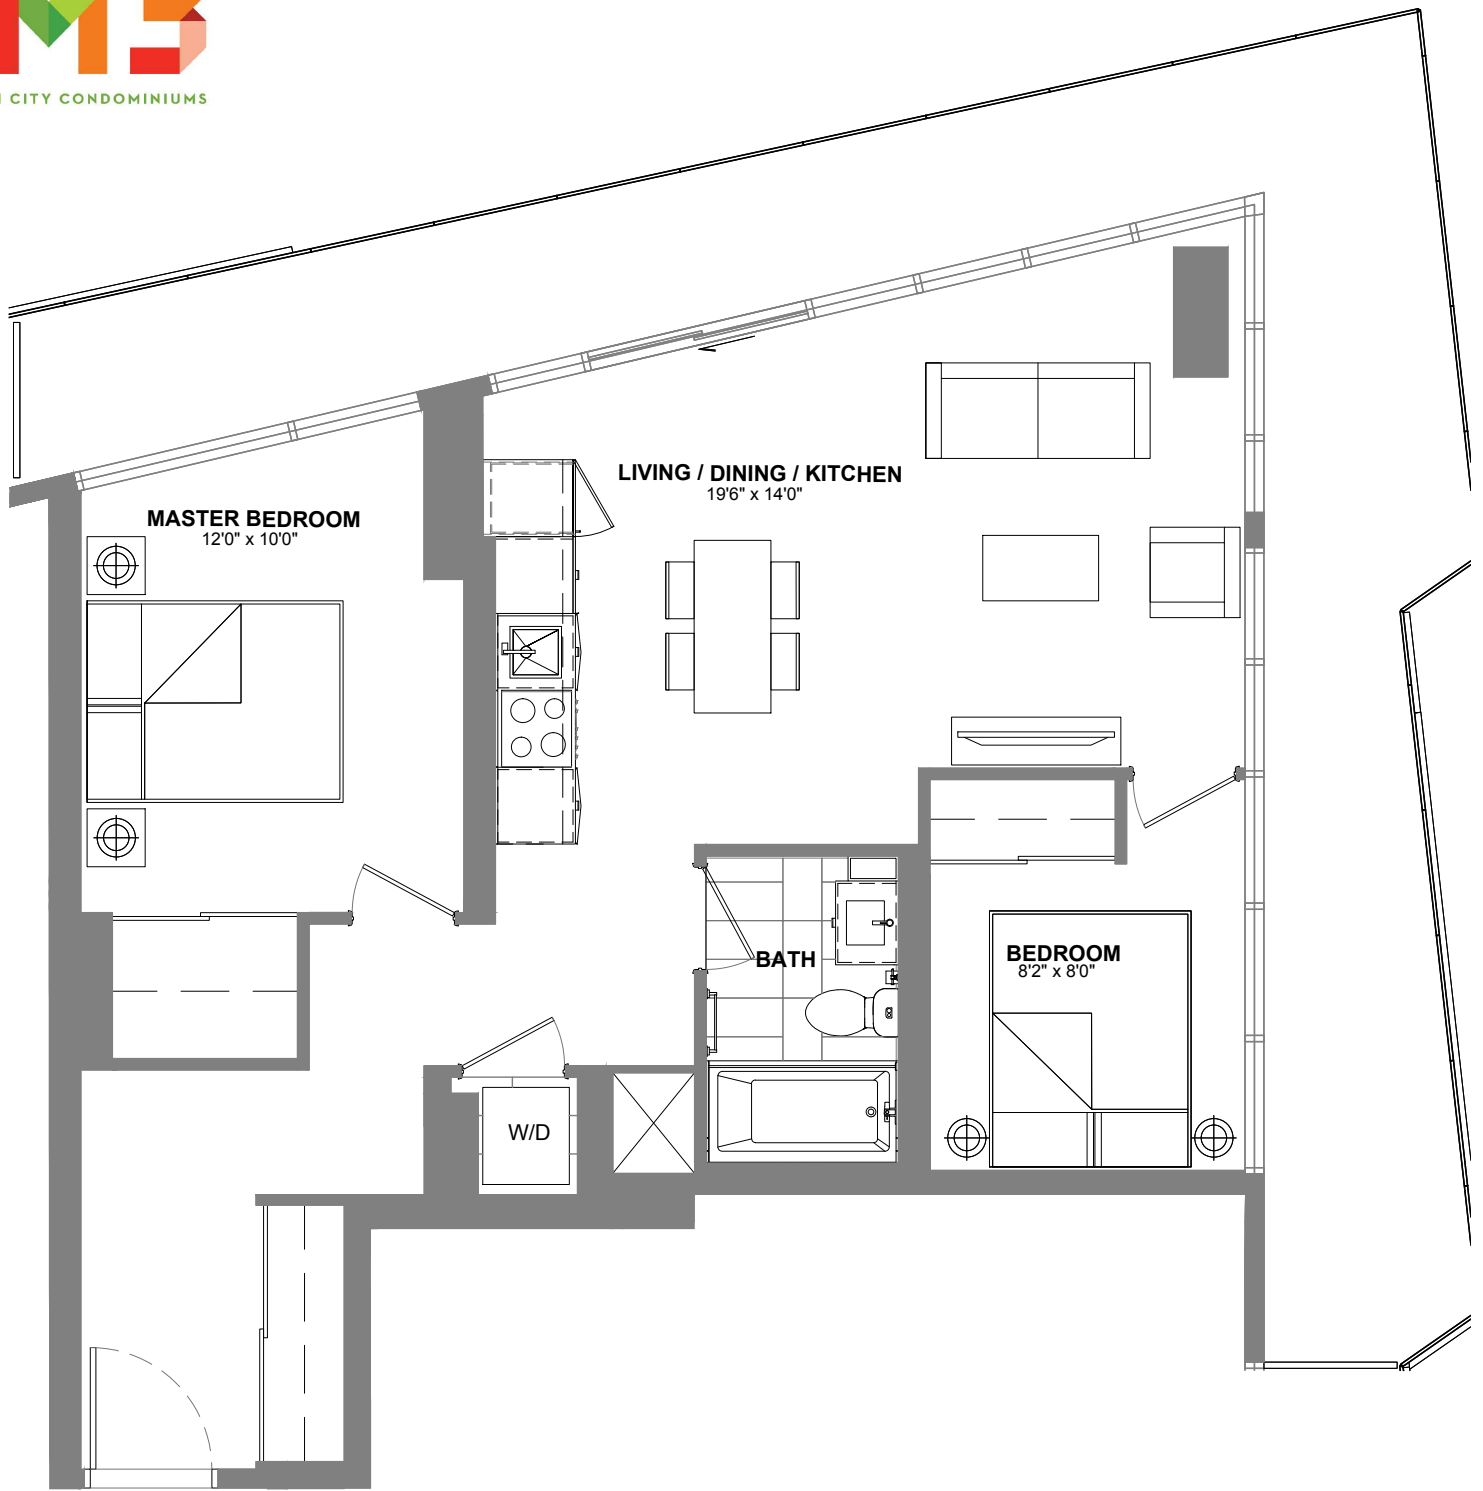 M3
CITY CONDOMINIUMS
LIVING / DINING / KITCHEN
19'6" x 14'0"
MASTER BEDROOM
12'0" x 10'0"
BATH
BEDROOM
8'2" x 8'0"
W/D